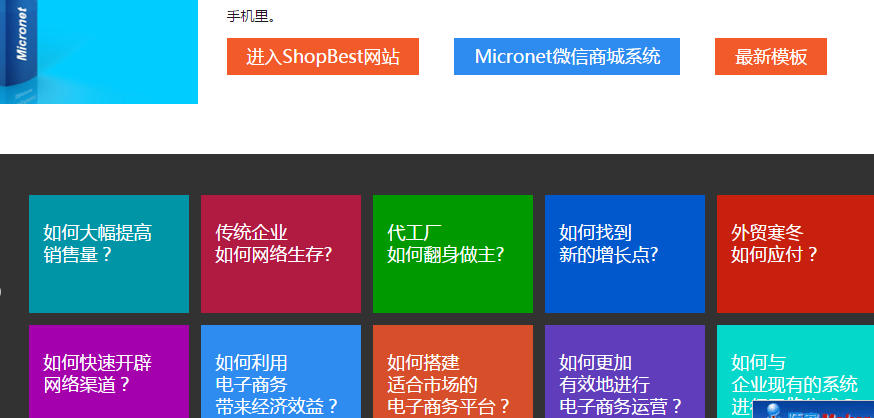 Micronet
手机里。
进入ShopBest网站
Micronet微信商城系统
最新模板
如何大幅提高
销售量？
传统企业
如何网络生存?
代工厂
如何翻身做主?
如何找到
新的增长点?
外贸寒冬
如何应付？
如何快速开辟
网络渠道？
如何利用
电子商务
带来经济效益？
如何搭建
适合市场的
电子商务平台？
如何更加
有效地进行
电子商务运营？
如何与
企业现有的系统